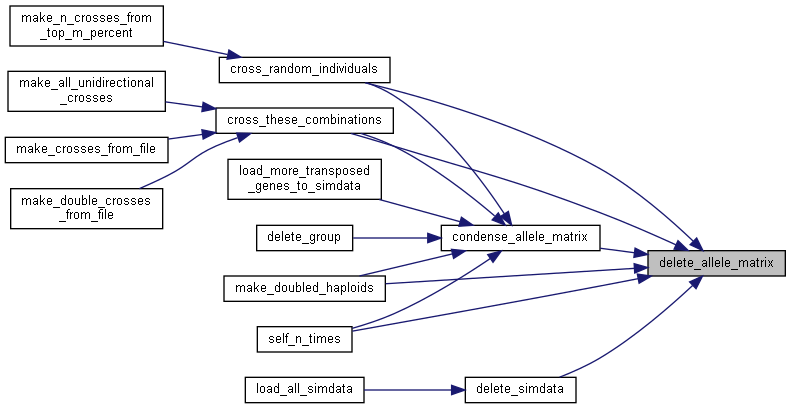 make_n_crosses_from
_top_m_percent
cross_random_individuals
make_all_unidirectional
_crosses
cross_these_combinations
make_crosses_from_file
load_more_transposed
_genes_to_simdata
make_double_crosses
_from_file
delete_group
condense_allele_matrix
delete_allele_matrix
make_doubled_haploids
self_n_times
load_all_simdata
delete_simdata